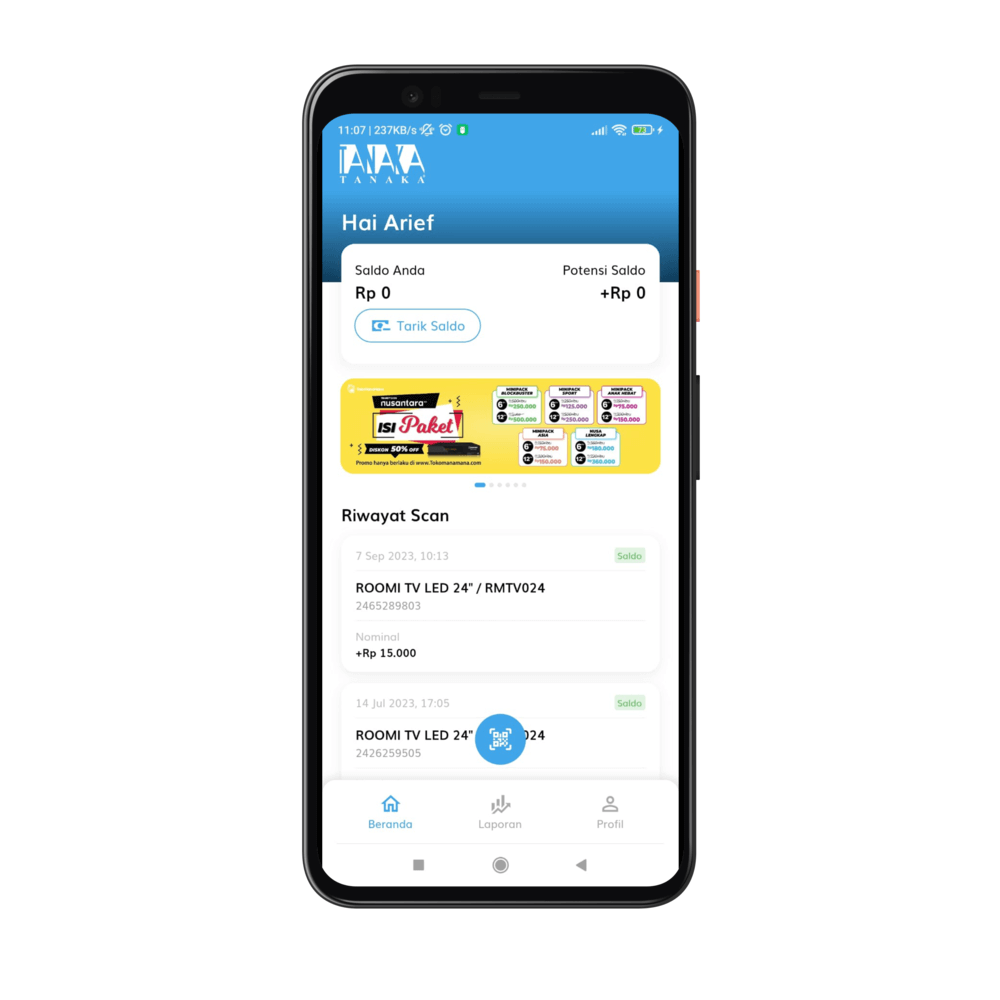 11:07 | 237KB/s
73
TANAKA
TANAKA
Hai Arief
Saldo Anda
Potensi Saldo
Rp 0
+Rp 0
Tarik Saldo
nusantara
ISI Paket
DISKON 50% OFF
Promo hanya berlaku di www.Tokomanamana.com
MINIPACK BLOCKBUSTER
6
Rp250.000
12
Rp500.000
MINIPACK SPORT
6
Rp125.000
12
Rp250.000
MINIPACK ANAK HEBAT
6
Rp75.000
12
Rp150.000
MINIPACK ASIA
6
Rp75.000
12
Rp150.000
NUSA LENGKAP
6
Rp180.000
12
Rp360.000
Riwayat Scan
7 Sep 2023, 10:13
Saldo
ROOMI TV LED 24" / RMTV024
2465289803
Nominal
+Rp 15.000
14 Jul 2023, 17:05
Saldo
ROOMI TV LED 24" 024
2426259505
Beranda
Laporan
Profil